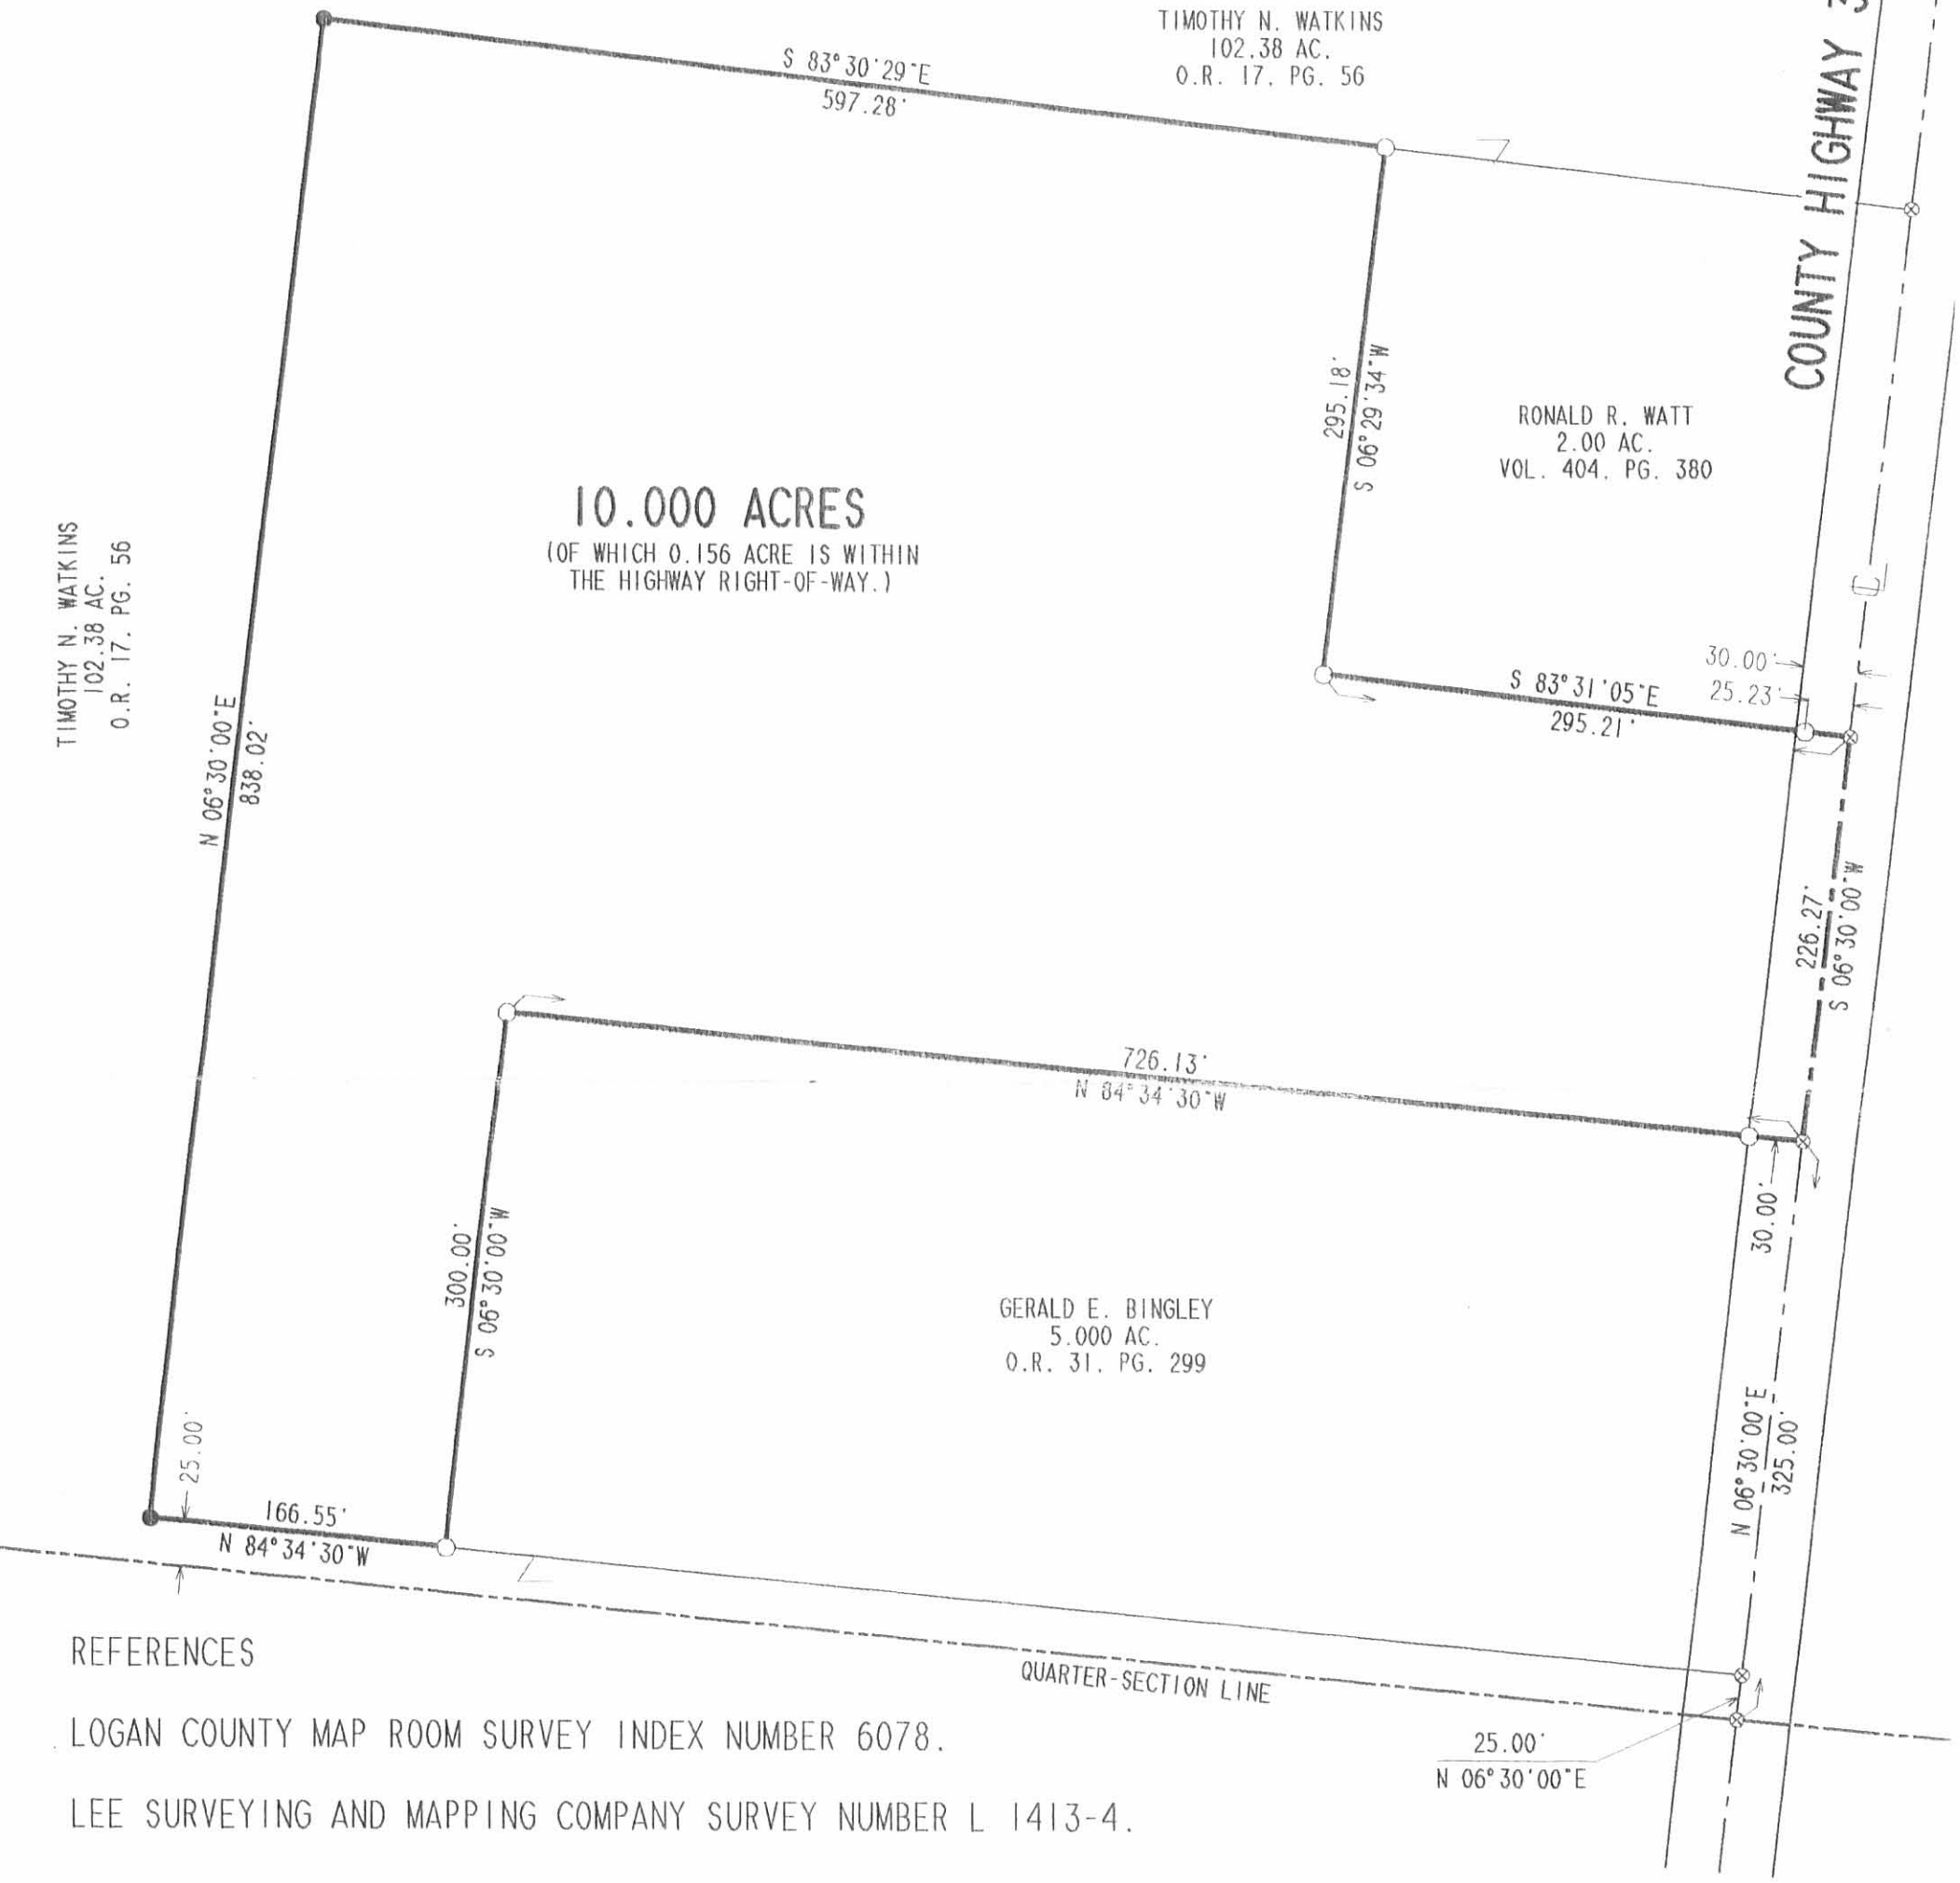 TIMOTHY N. WATKINS
102.38 AC.
O.R. 17, PG. 56
COUNTY HIGHWAY
S 83°30'29"E
597.28'
295.18'
S 06°29'34"W
RONALD R. WATT
2.00 AC.
VOL. 404, PG. 380
10.000 ACRES
(OF WHICH 0.156 ACRE IS WITHIN
THE HIGHWAY RIGHT-OF-WAY.)
TIMOTHY N. WATKINS
102.38 AC.
O.R. 17, PG. 56
N 06°30'00"E
838.02'
30.00'
25.23'
S 83°31'05"E
295.21'
226.27'
S 06°30'00"W
726.13'
N 84°34'30"W
30.00'
300.00'
S 06°30'00"W
GERALD E. BINGLEY
5.000 AC.
O.R. 31, PG. 299
N 06°30'00"E
325.00'
25.00'
166.55'
N 84°34'30"W
QUARTER-SECTION LINE
25.00'
N 06°30'00"E
REFERENCES
LOGAN COUNTY MAP ROOM SURVEY INDEX NUMBER 6078.
LEE SURVEYING AND MAPPING COMPANY SURVEY NUMBER L 1413-4.